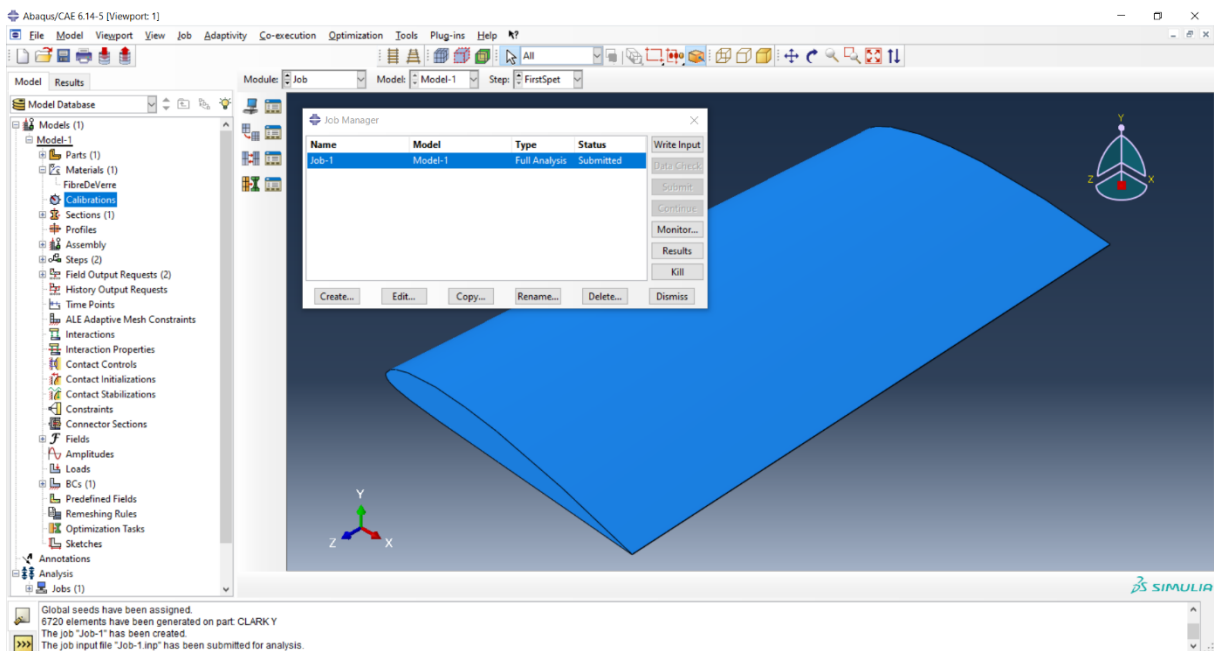 Abaqus/CAE 6.14-5 [Viewport: 1]
File Model Viewport View Job Adaptivity Co-execution Optimization Tools Plug-ins Help
All
Model Results
Module: Job Model: Model-1 Step: FirstSpet
Model Database
Models (1)
Model-1
Parts (1)
Materials (1)
FibreDeVerre
Calibrations
Sections (1)
Profiles
Assembly
Steps (2)
Field Output Requests (2)
History Output Requests
Time Points
ALE Adaptive Mesh Constraints
Interactions
Interaction Properties
Contact Controls
Contact Initializations
Contact Stabilizations
Constraints
Connector Sections
Fields
Amplitudes
Loads
BCs (1)
Predefined Fields
Remeshing Rules
Optimization Tasks
Sketches
Annotations
Analysis
Jobs (1)
Job Manager
Name Model Type Status
Job-1 Model-1 Full Analysis Submitted
Write Input
Data Check
Submit
Continue
Monitor...
Results
Kill
Create... Edit... Copy... Rename... Delete... Dismiss
Y
Z X
Y
Z X
SIMULIA
Global seeds have been assigned.
6720 elements have been generated on part: CLARK Y
The job "Job-1" has been created.
The job input file "Job-1.inp" has been submitted for analysis.